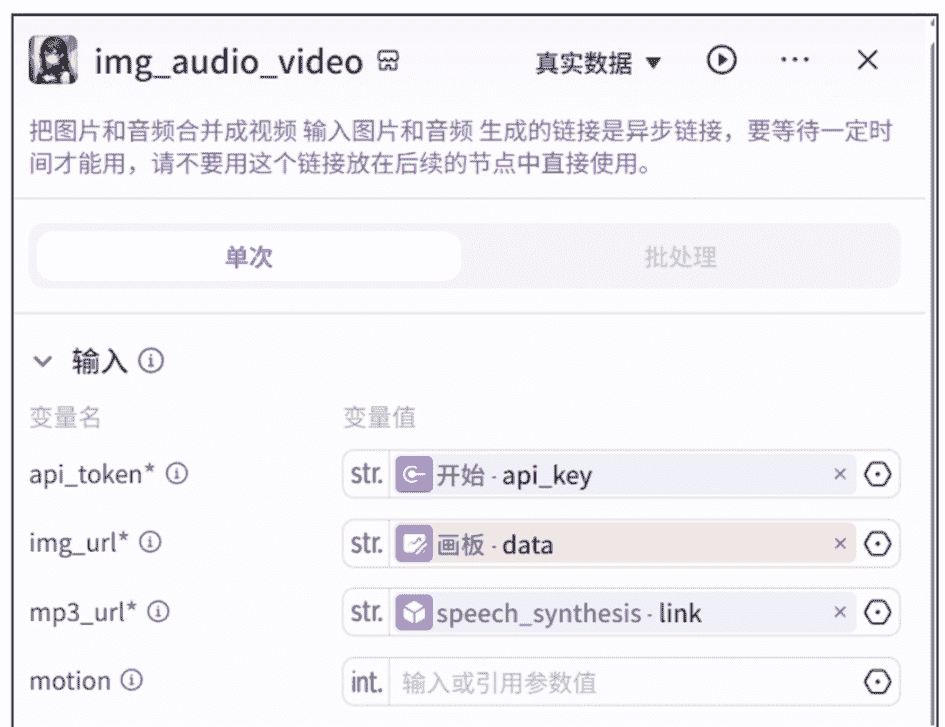 img_audio_video 真实数据
把图片和音频合并成视频 输入图片和音频 生成的链接是异步链接，要等待一定时
间才能用，请不要用这个链接放在后续的节点中直接使用。
单次 批处理
输入
变量名 变量值
api_token* str. 开始 · api_key
img_url* str. 画板 · data
mp3_url* str. speech_synthesis · link
motion int. 输入或引用参数值